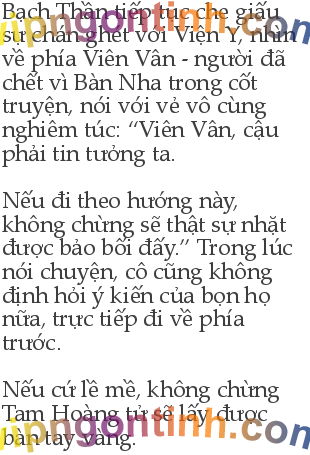 Bạch Thần tiếp tục che giấu
sự chán ghét với Viện Y, nhìn
về phía Viên Vân - người đã
chết vì Bàn Nha trong cốt
truyện, nói với vẻ vô cùng
nghiêm túc: “Viên Vân, cậu
phải tin tưởng ta.

Nếu đi theo hướng này,
không chừng sẽ thật sự nhặt
được bảo bối đấy.” Trong lúc
nói chuyện, cô cũng không
định hỏi ý kiến của bọn họ
nữa, trực tiếp đi về phía
trước.

Nếu cứ lề mề, không chừng
Tam Hoàng tử sẽ lấy được
bàn tay vàng.
vipngontinh.com
vipngontinh.com